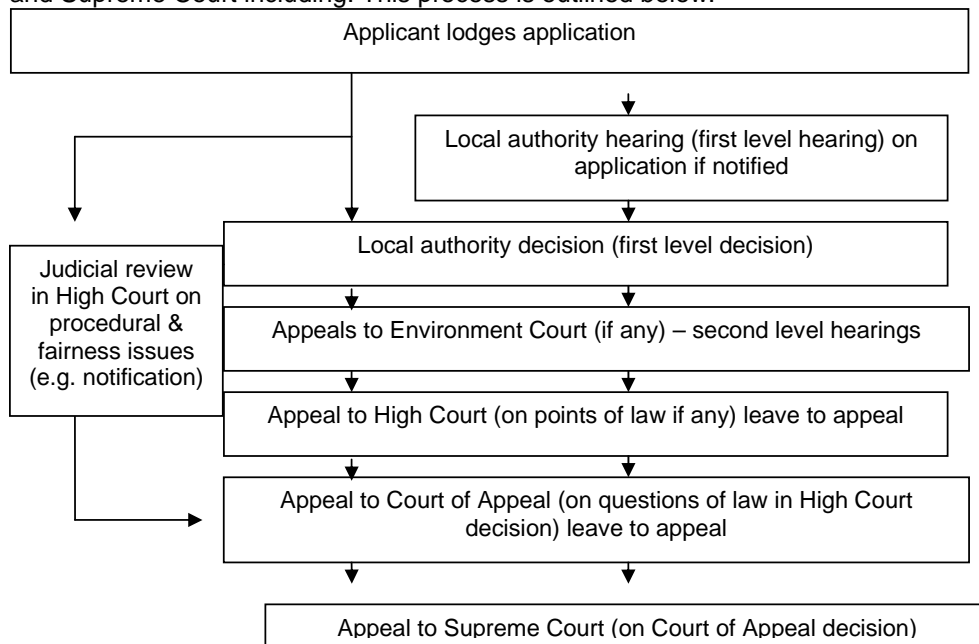 and Supreme Court including. This process is outlined below.
Applicant lodges application
Local authority hearing (first level hearing) on
application if notified
Local authority decision (first level decision)
Judicial review
in High Court on
procedural &
fairness issues
(e.g. notification)
Appeals to Environment Court (if any) – second level hearings
Appeal to High Court (on points of law if any) leave to appeal
Appeal to Court of Appeal (on questions of law in High Court
decision) leave to appeal
Appeal to Supreme Court (on Court of Appeal decision)